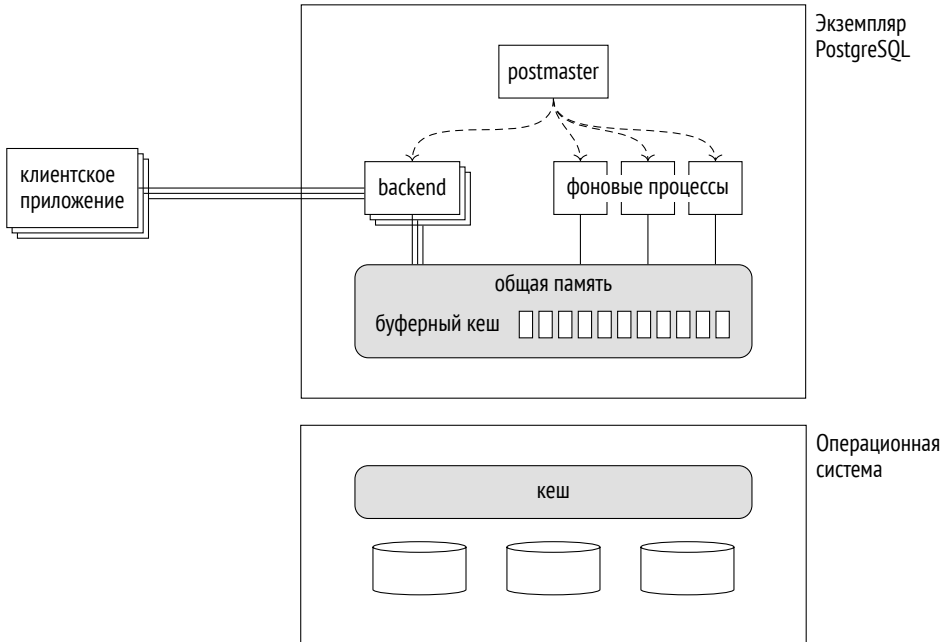 Экземпляр
PostgreSQL
postmaster
клиентское
приложение
backend
фоновые процессы
общая память
буферный кеш
Операционная
система
кеш